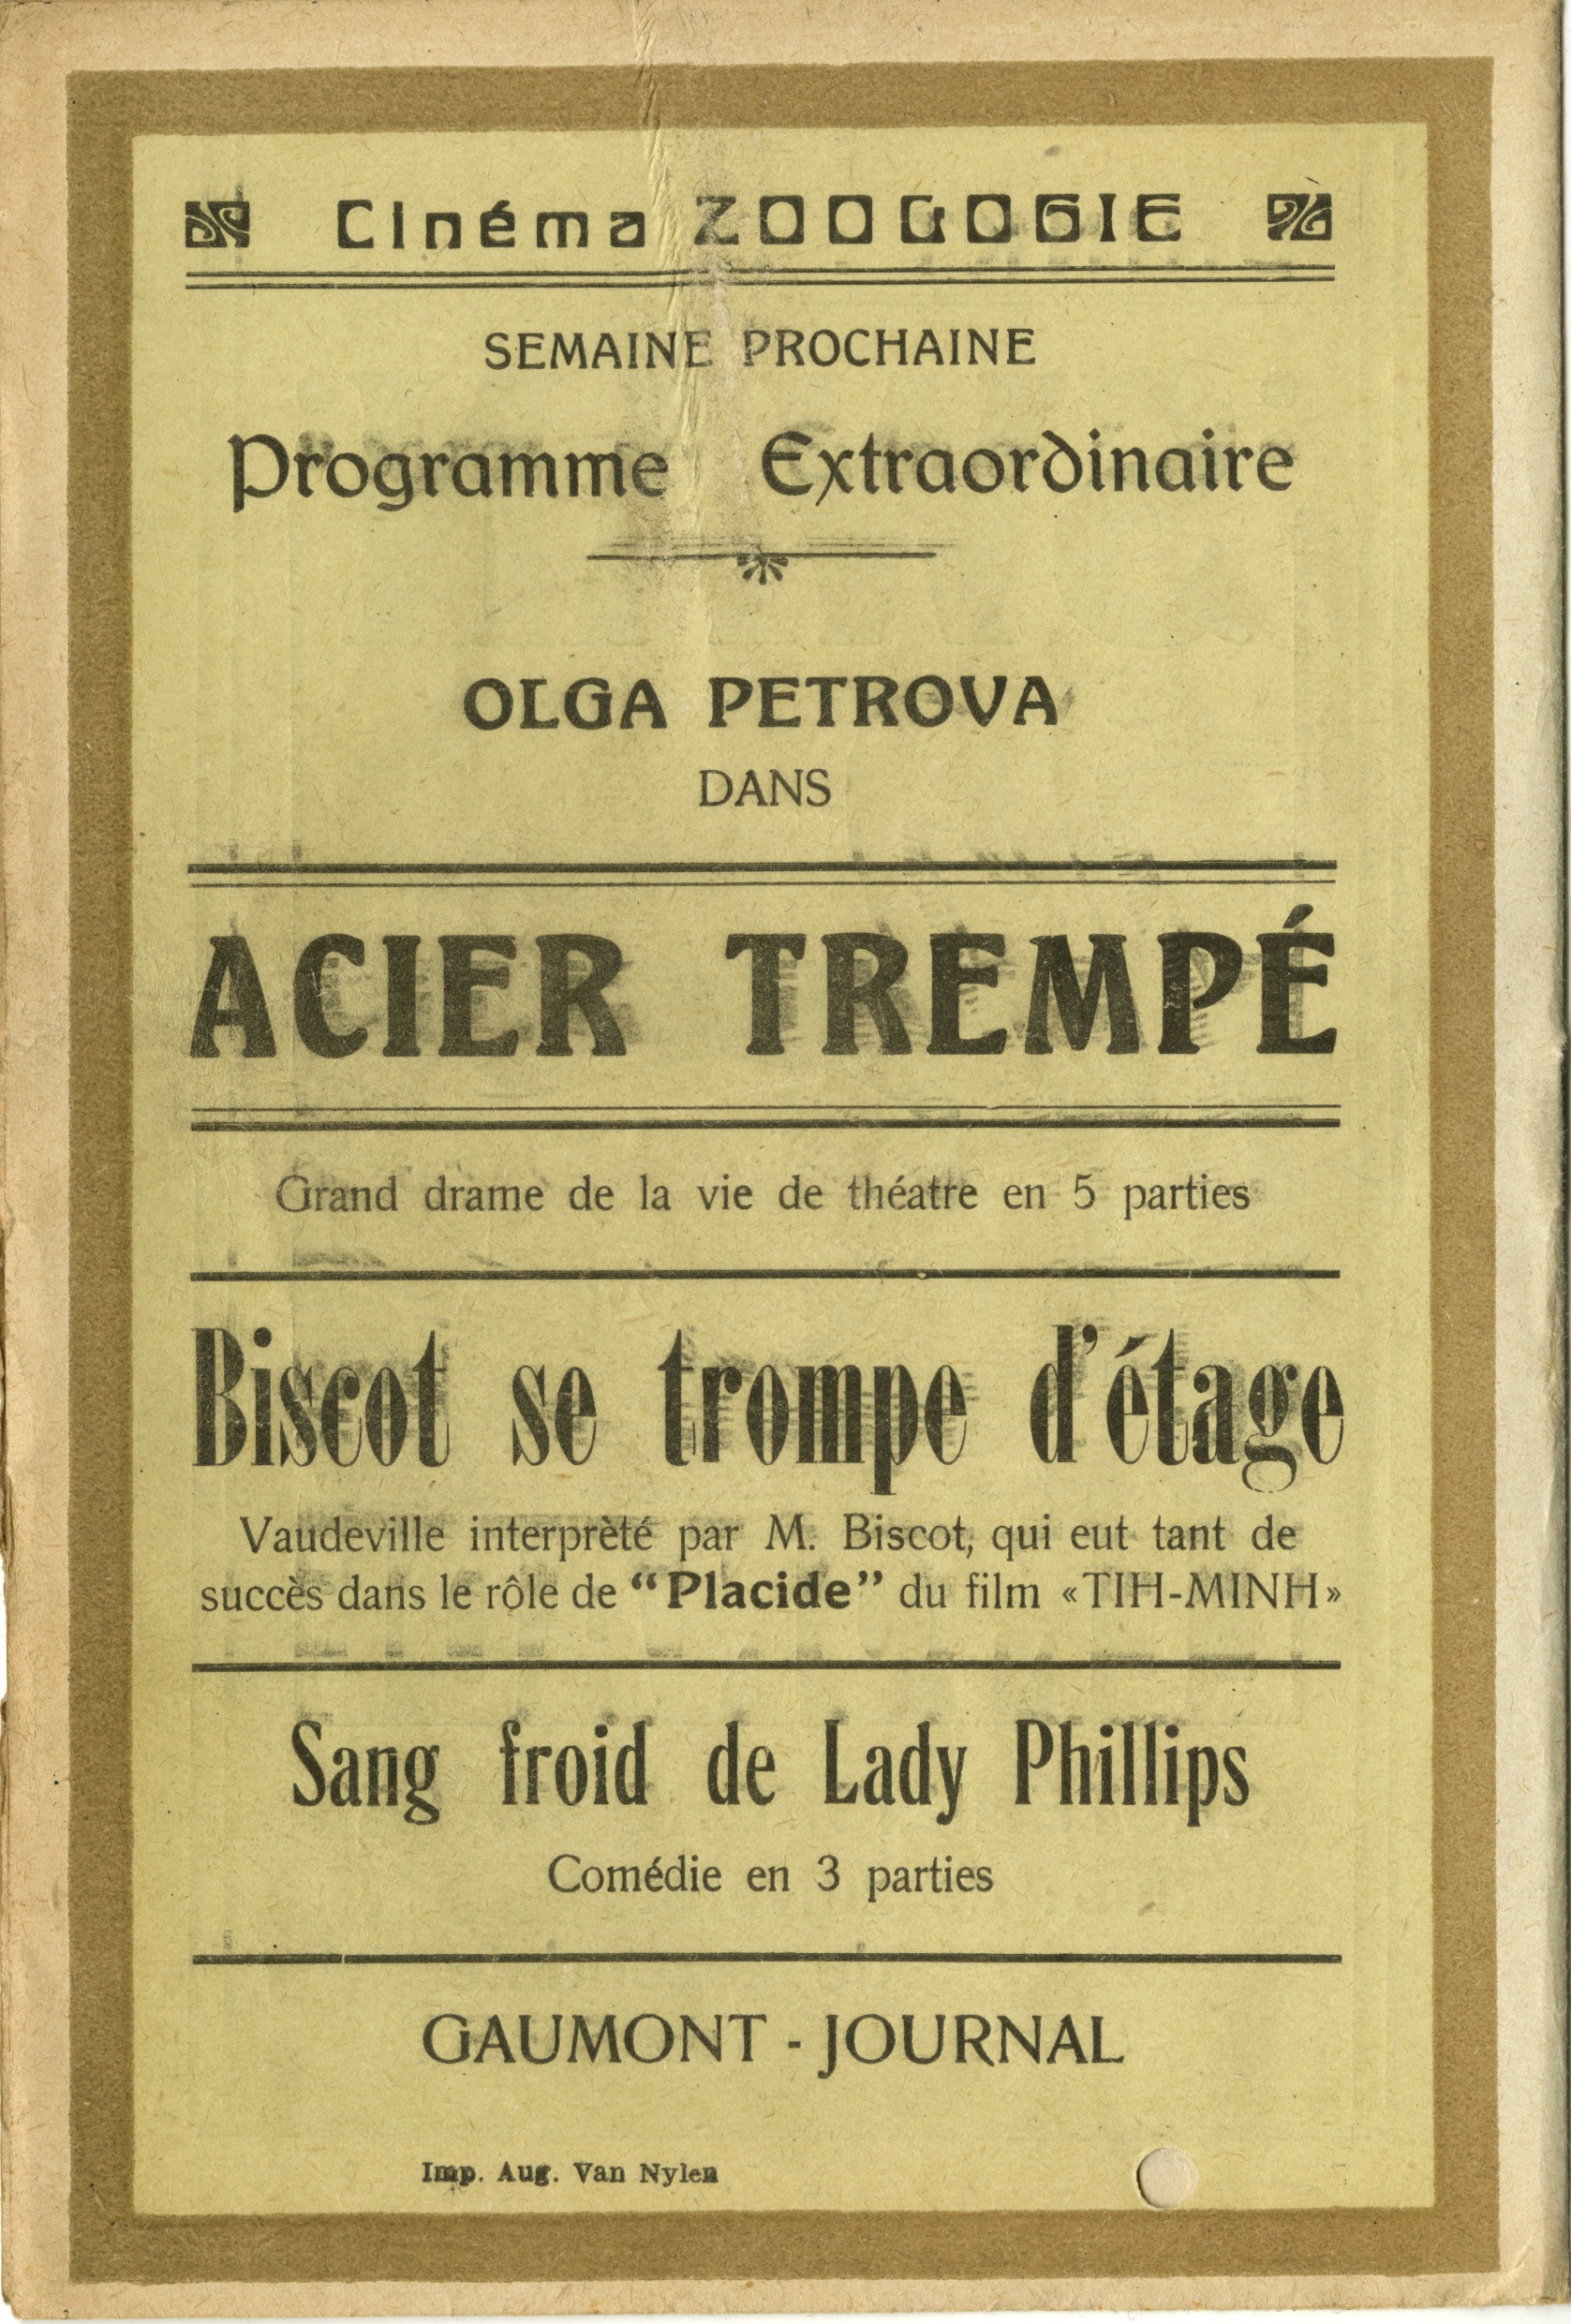 Cinéma ZOOLOGIE
SEMAINE PROCHAINE
Programme Extraordinaire
OLGA PETROVA
DANS
ACIER TREMPÉ
Grand drame de la vie de théatre en 5 parties
Biscot se trompe d'étage
Vaudeville interprèté par M. Biscot, qui eut tant de
succès dans le rôle de “Placide” du film «TIH-MINH»
Sang froid de Lady Phillips
Comédie en 3 parties
GAUMONT - JOURNAL
Imp. Aug. Van Nylen